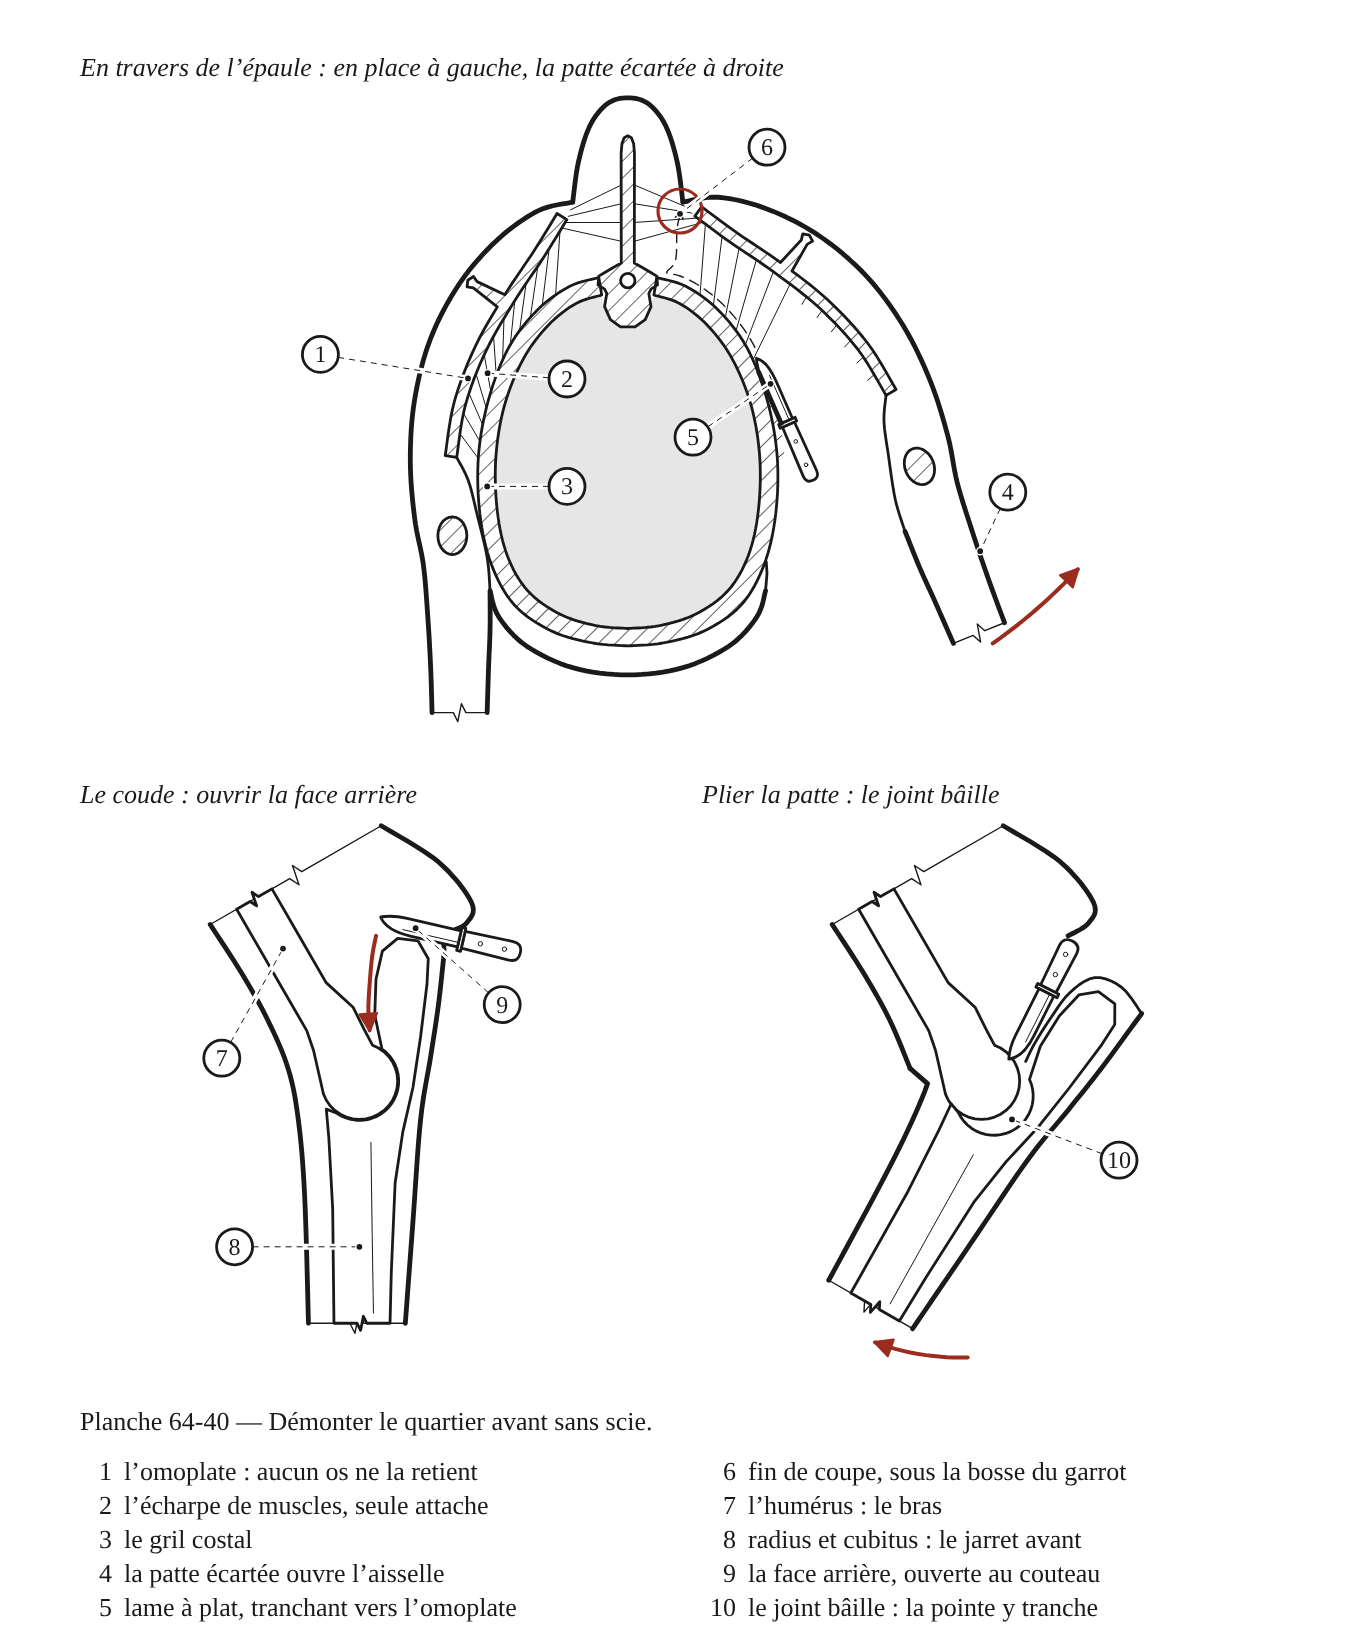 En travers de l’épaule : en place à gauche, la patte écartée à droite
6
1
2
5
3
4
Le coude : ouvrir la face arrière
Plier la patte : le joint bâille
9
7
10
8
Planche 64-40 — Démonter le quartier avant sans scie.
1 l’omoplate : aucun os ne la retient
2 l’écharpe de muscles, seule attache
3 le gril costal
4 la patte écartée ouvre l’aisselle
5 lame à plat, tranchant vers l’omoplate
6 fin de coupe, sous la bosse du garrot
7 l’humérus : le bras
8 radius et cubitus : le jarret avant
9 la face arrière, ouverte au couteau
10 le joint bâille : la pointe y tranche